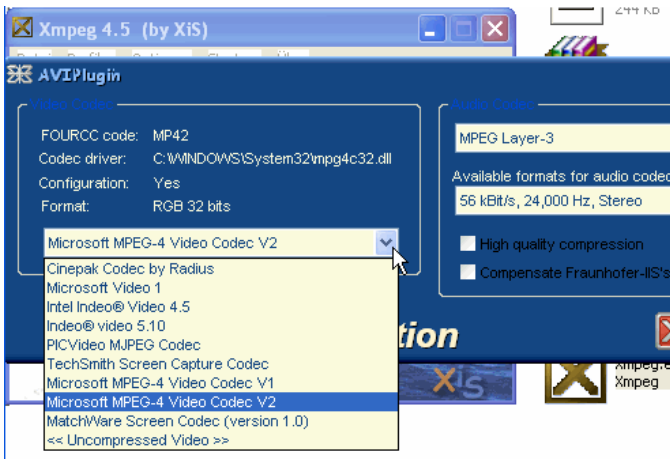 Xmpeg 4.5 (by XiS)
244 KB
AVIPlugin
Video Codec
Audio Codec
FOURCC code: MP42
Codec driver: C:\WINDOWS\System32\mpg4c32.dll
Configuration: Yes
Format: RGB 32 bits
MPEG Layer-3
Available formats for audio codec
56 kBit/s, 24,000 Hz, Stereo
High quality compression
Compensate Fraunhofer-IIS's
Microsoft MPEG-4 Video Codec V2
Cinepak Codec by Radius
Microsoft Video 1
Intel Indeo® Video 4.5
Indeo® video 5.10
PICVideo MJPEG Codec
TechSmith Screen Capture Codec
Microsoft MPEG-4 Video Codec V1
Microsoft MPEG-4 Video Codec V2
MatchWare Screen Codec (version 1.0)
<< Uncompressed Video >>
tion
XiS
Xmpeg.e
Xmpeg